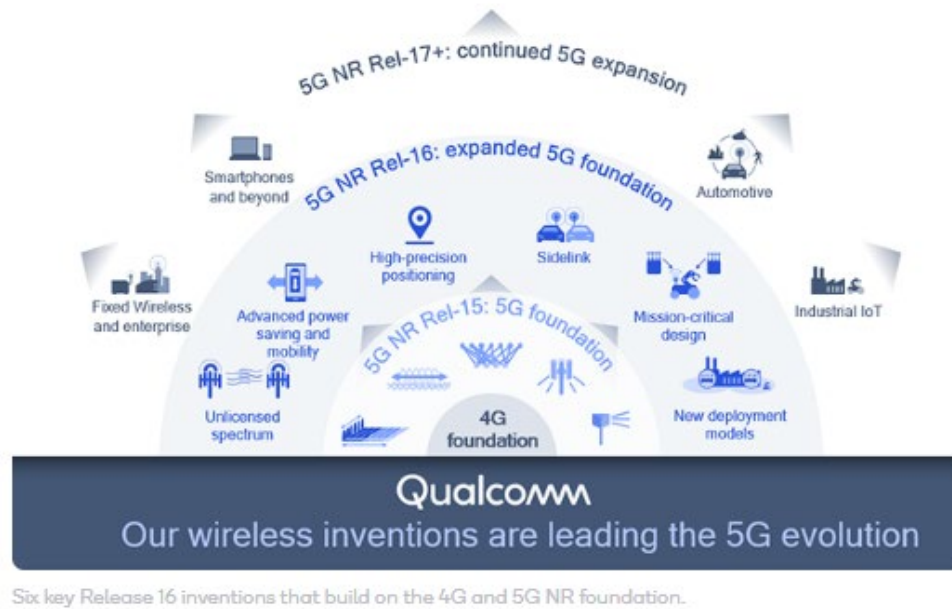 5G NR Rel-17+: continued 5G expansion
Smartphones
and beyond
5G NR Rel-16: expanded 5G foundation
Automotive
High-precision
positioning
Sidelink
Fixed Wireless
and enterprise
Advanced power
saving and
mobility
5G NR Rel-15: 5G foundation
Mission-critical
design
Industrial IoT
Unlicensed
spectrum
4G
foundation
New deployment
models
Qualcomm
Our wireless inventions are leading the 5G evolution
Six key Release 16 inventions that build on the 4G and 5G NR foundation.